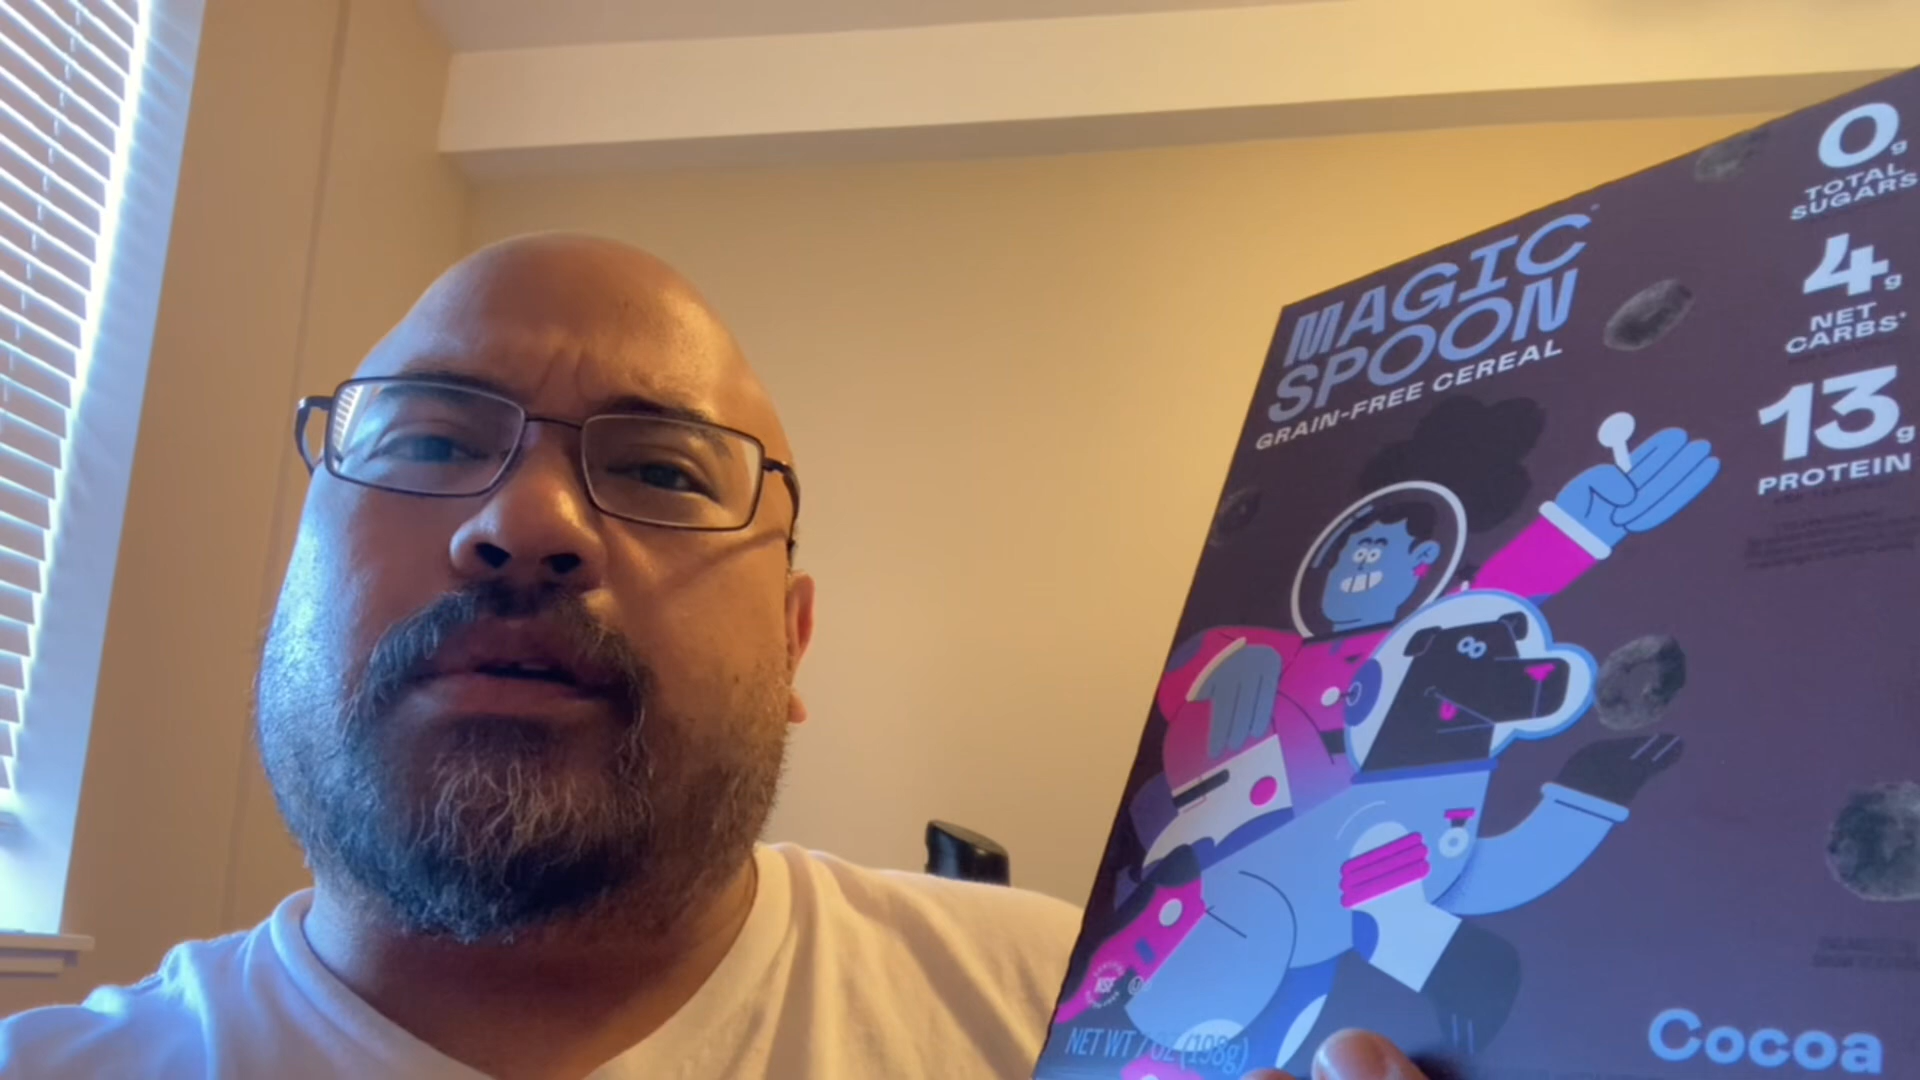 MAGIC
SPOON
GRAIN-FREE CEREAL
0g
TOTAL
SUGARS
4g
NET
CARBS*
13g
PROTEIN
NSF
NET WT 7 OZ (198g)
Cocoa